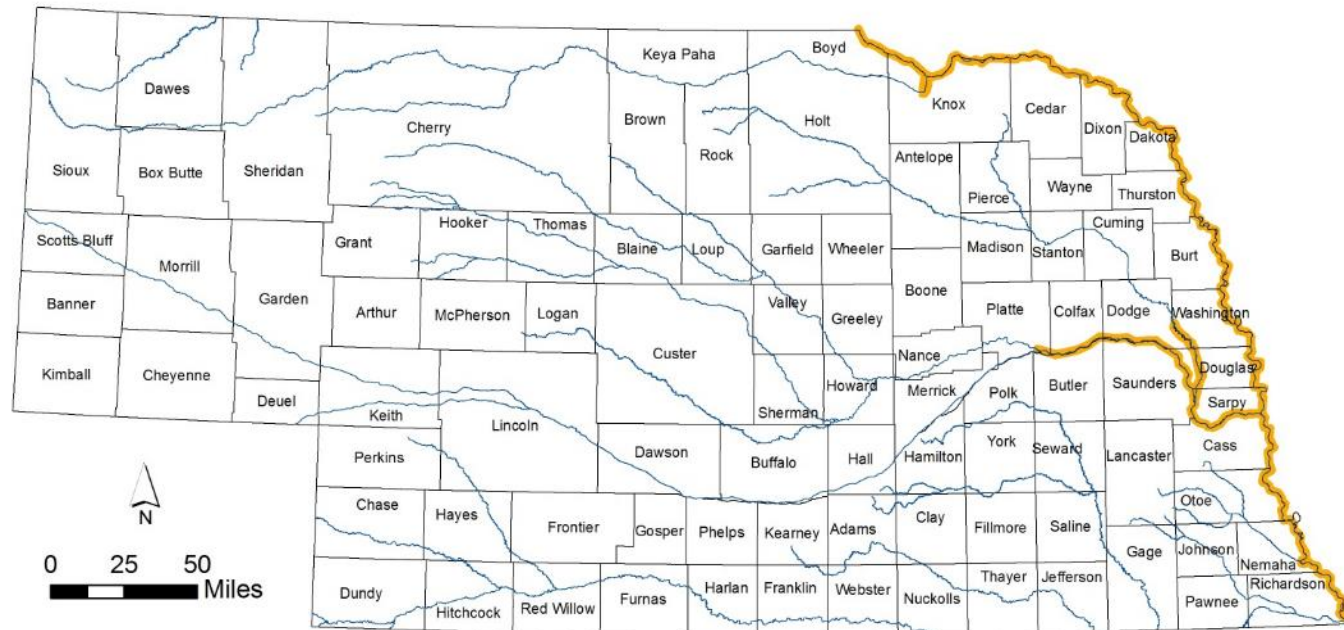 Boyd
Keya Paha
Dawes
Knox
Cedar
Cherry
Brown
Holt
Dixon
Dakota
Rock
Antelope
Sioux
Box Butte
Sheridan
Wayne
Thurston
Pierce
Hooker
Thomas
Cuming
Scotts Bluff
Grant
Blaine
Loup
Garfield
Wheeler
Madison
Stanton
Burt
Morrill
Boone
Banner
Garden
Arthur
McPherson
Logan
Valley
Greeley
Platte
Colfax
Dodge
Washington
Custer
Nance
Kimball
Cheyenne
Howard
Merrick
Polk
Butler
Saunders
Douglas
Deuel
Keith
Lincoln
Sherman
Sarpy
Perkins
Dawson
Buffalo
Hall
Hamilton
York
Seward
Lancaster
Cass
N
Chase
Hayes
Frontier
Gosper
Phelps
Kearney
Adams
Clay
Fillmore
Saline
Otoe
0 25 50
Miles
Gage
Johnson
Nemaha
Dundy
Hitchcock
Red Willow
Furnas
Harlan
Franklin
Webster
Nuckolls
Thayer
Jefferson
Pawnee
Richardson